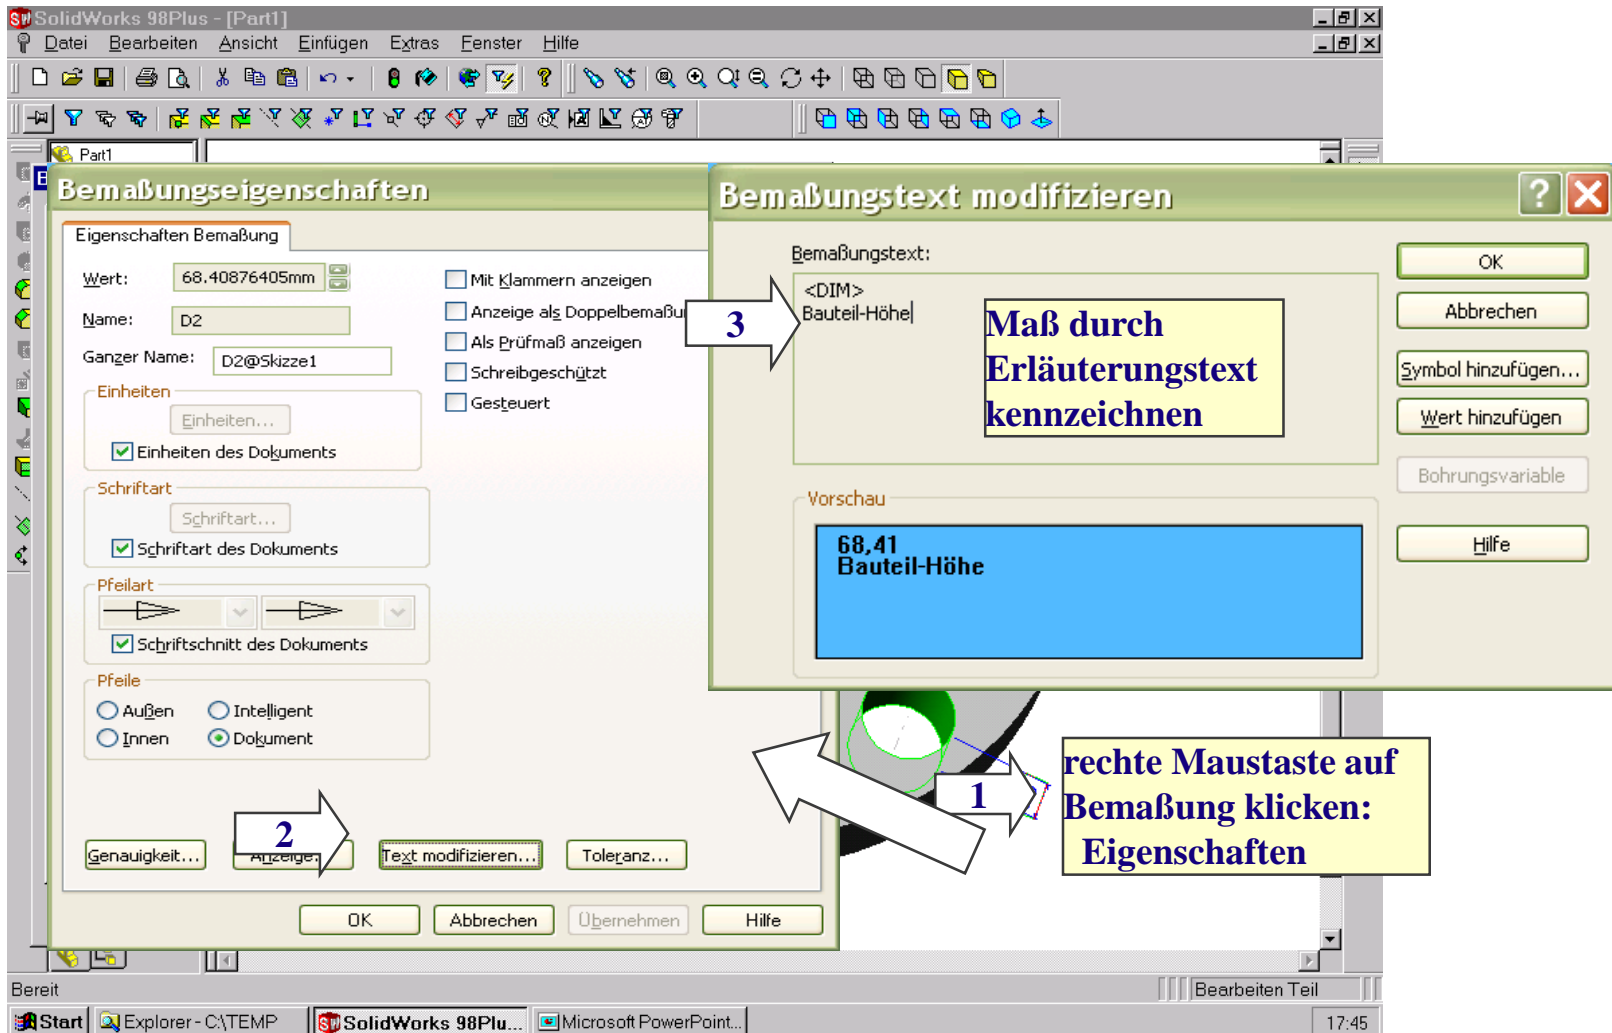 SolidWorks 98Plus - [Part1]
Datei Bearbeiten Ansicht Einfügen Extras Fenster Hilfe
Part1
Bemaßungseigenschaften
Eigenschaften Bemaßung
Wert: 68.40876405mm
Name: D2
Ganzer Name: D2@Skizze1
Einheiten
Einheiten...
Einheiten des Dokuments
Schriftart
Schriftart...
Schriftart des Dokuments
Pfeilart
Schriftschnitt des Dokuments
Pfeile
Außen Intelligent
Innen Dokument
Mit Klammern anzeigen
Anzeige als Doppelbemaßu
Als Prüfmaß anzeigen
Schreibgeschützt
Gesteuert
2
Genauigkeit... Anzeige... Text modifizieren... Toleranz...
OK Abbrechen Übernehmen Hilfe
Bemaßungstext modifizieren
Bemaßungstext:
<DIM>
Bauteil-Höhe
3
Maß durch
Erläuterungstext
kennzeichnen
OK
Abbrechen
Symbol hinzufügen...
Wert hinzufügen
Bohrungsvariable
Hilfe
Vorschau
68,41
Bauteil-Höhe
1
rechte Maustaste auf
Bemaßung klicken:
Eigenschaften
Bereit Bearbeiten Teil
Start Explorer - C:\TEMP SolidWorks 98Plu... Microsoft PowerPoint... 17:45